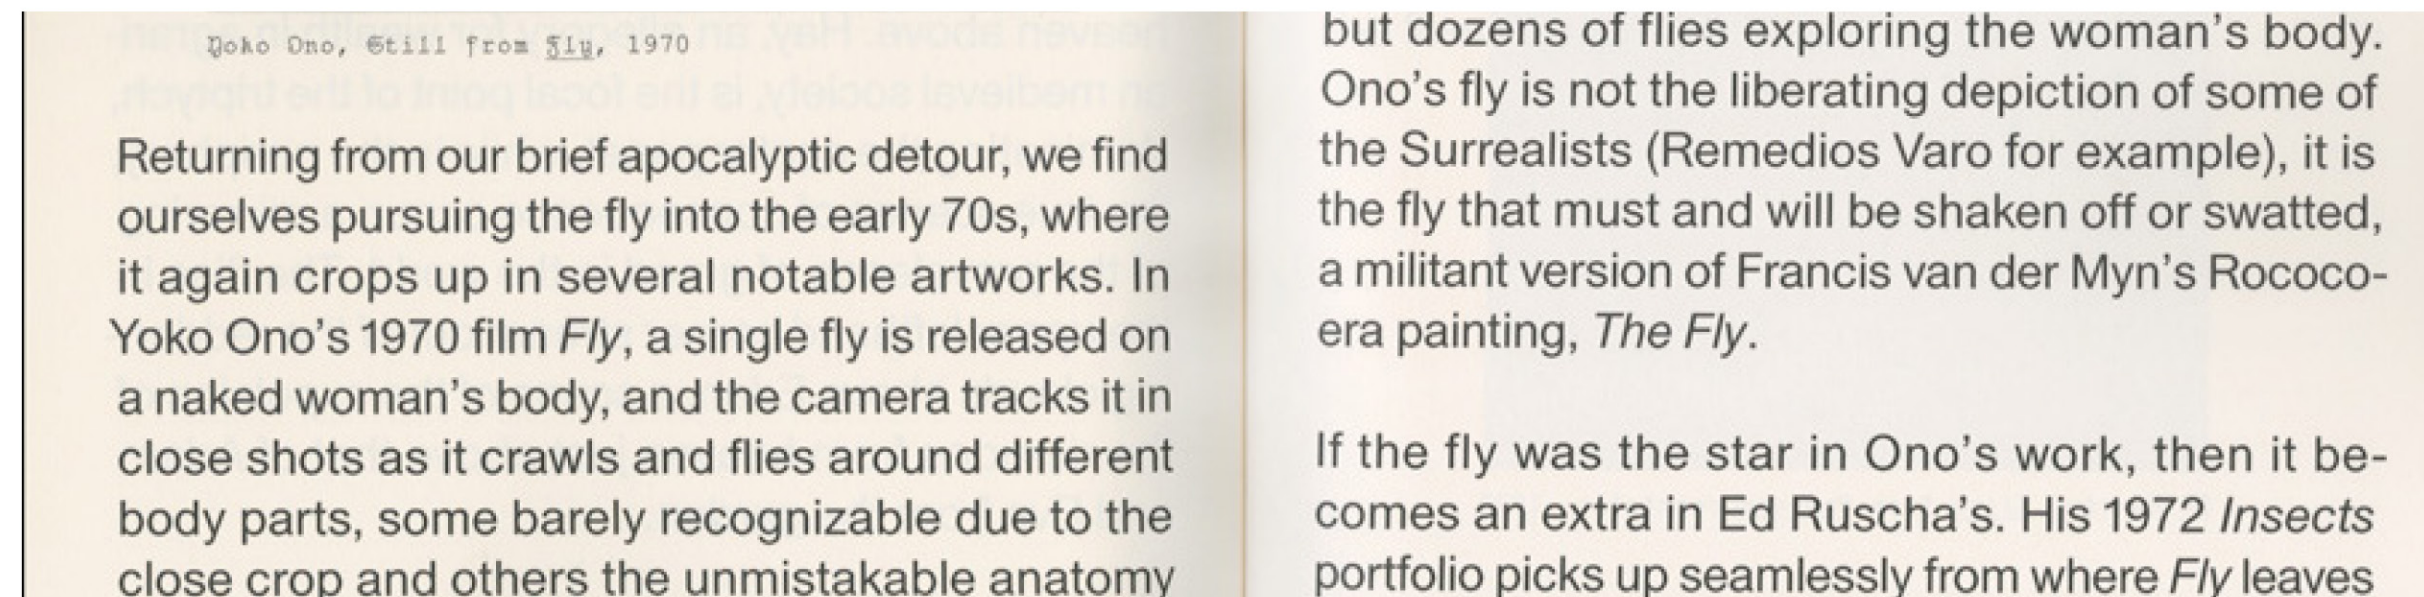 Yoko Ono, Still from Fly, 1970
Returning from our brief apocalyptic detour, we find
ourselves pursuing the fly into the early 70s, where
it again crops up in several notable artworks. In
Yoko Ono's 1970 film Fly, a single fly is released on
a naked woman's body, and the camera tracks it in
close shots as it crawls and flies around different
body parts, some barely recognizable due to the
close crop and others the unmistakable anatomy
but dozens of flies exploring the woman's body.
Ono's fly is not the liberating depiction of some of
the Surrealists (Remedios Varo for example), it is
the fly that must and will be shaken off or swatted,
a militant version of Francis van der Myn's Rococo-
era painting, The Fly.
If the fly was the star in Ono's work, then it be-
comes an extra in Ed Ruscha's. His 1972 Insects
portfolio picks up seamlessly from where Fly leaves